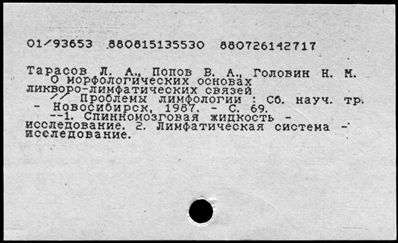 01/93653 880815135530 880726142717
Тарасов Л. А., Попов В. А., Головин Н. М.
О морфологических основах
ликворо-лимфатических связей
// Проблемы лимфологии : Сб. науч. тр.
- Новосибирск, 1987. - С. 69.
--1. Спинномозговая жидкость -
исследование. 2. Лимфатическая система -
исследование.